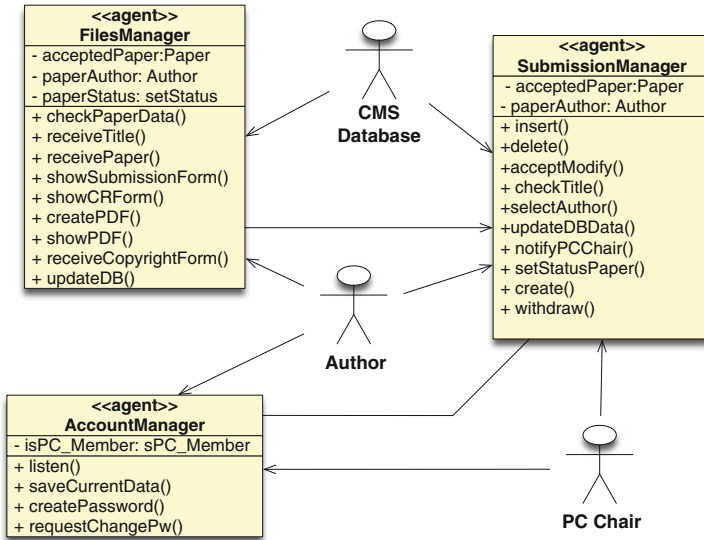 <<agent>>
FilesManager
- acceptedPaper:Paper
- paperAuthor: Author
- paperStatus: setStatus
+ checkPaperData()
+ receiveTitle()
+ receivePaper()
+ showSubmissionForm()
+ showCRForm()
+ createPDF()
+ showPDF()
+ receiveCopyrightForm()
+ updateDB()
CMS
Database
<<agent>>
SubmissionManager
- acceptedPaper:Paper
- paperAuthor: Author
+ insert()
+delete()
+acceptModify()
+ checkTitle()
+selectAuthor()
+updateDBData()
+ notifyPCChair()
+ setStatusPaper()
+ create()
+ withdraw()
Author
<<agent>>
AccountManager
- isPC_Member: sPC_Member
+ listen()
+ saveCurrentData()
+ createPassword()
+ requestChangePw()
PC Chair